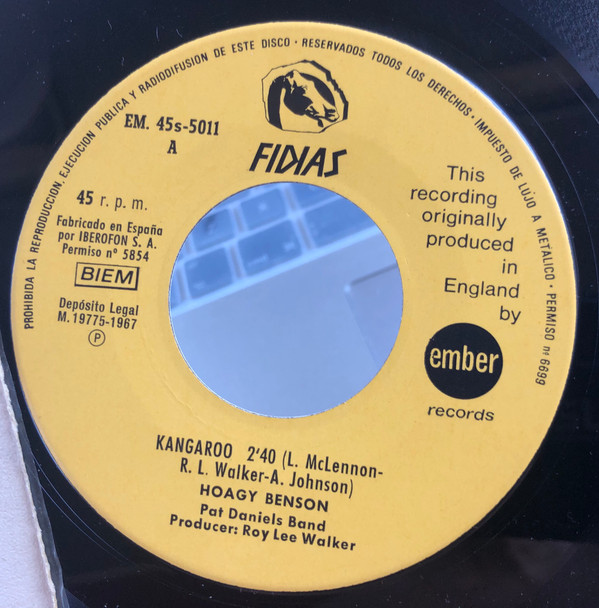 PROHIBIDA LA REPRODUCCION, EJECUCION PUBLICA Y RADIODIFUSION DE ESTE DISCO · RESERVADOS TODOS LOS DERECHOS · IMPUESTO DE LUJO A METALICO · PERMISO nº 6699
EM. 45s-5011
A
FIDIAS
45 r. p. m.
Fabricado en España
por IBEROFON S. A.
Permiso nº 5854
BIEM
Depósito Legal
M. 19775-1967
P
This
recording
originally
produced
in
England
by
ember
records
KANGAROO 2'40 (L. McLennon-
R. L. Walker-A. Johnson)
HOAGY BENSON
Pat Daniels Band
Producer: Roy Lee Walker